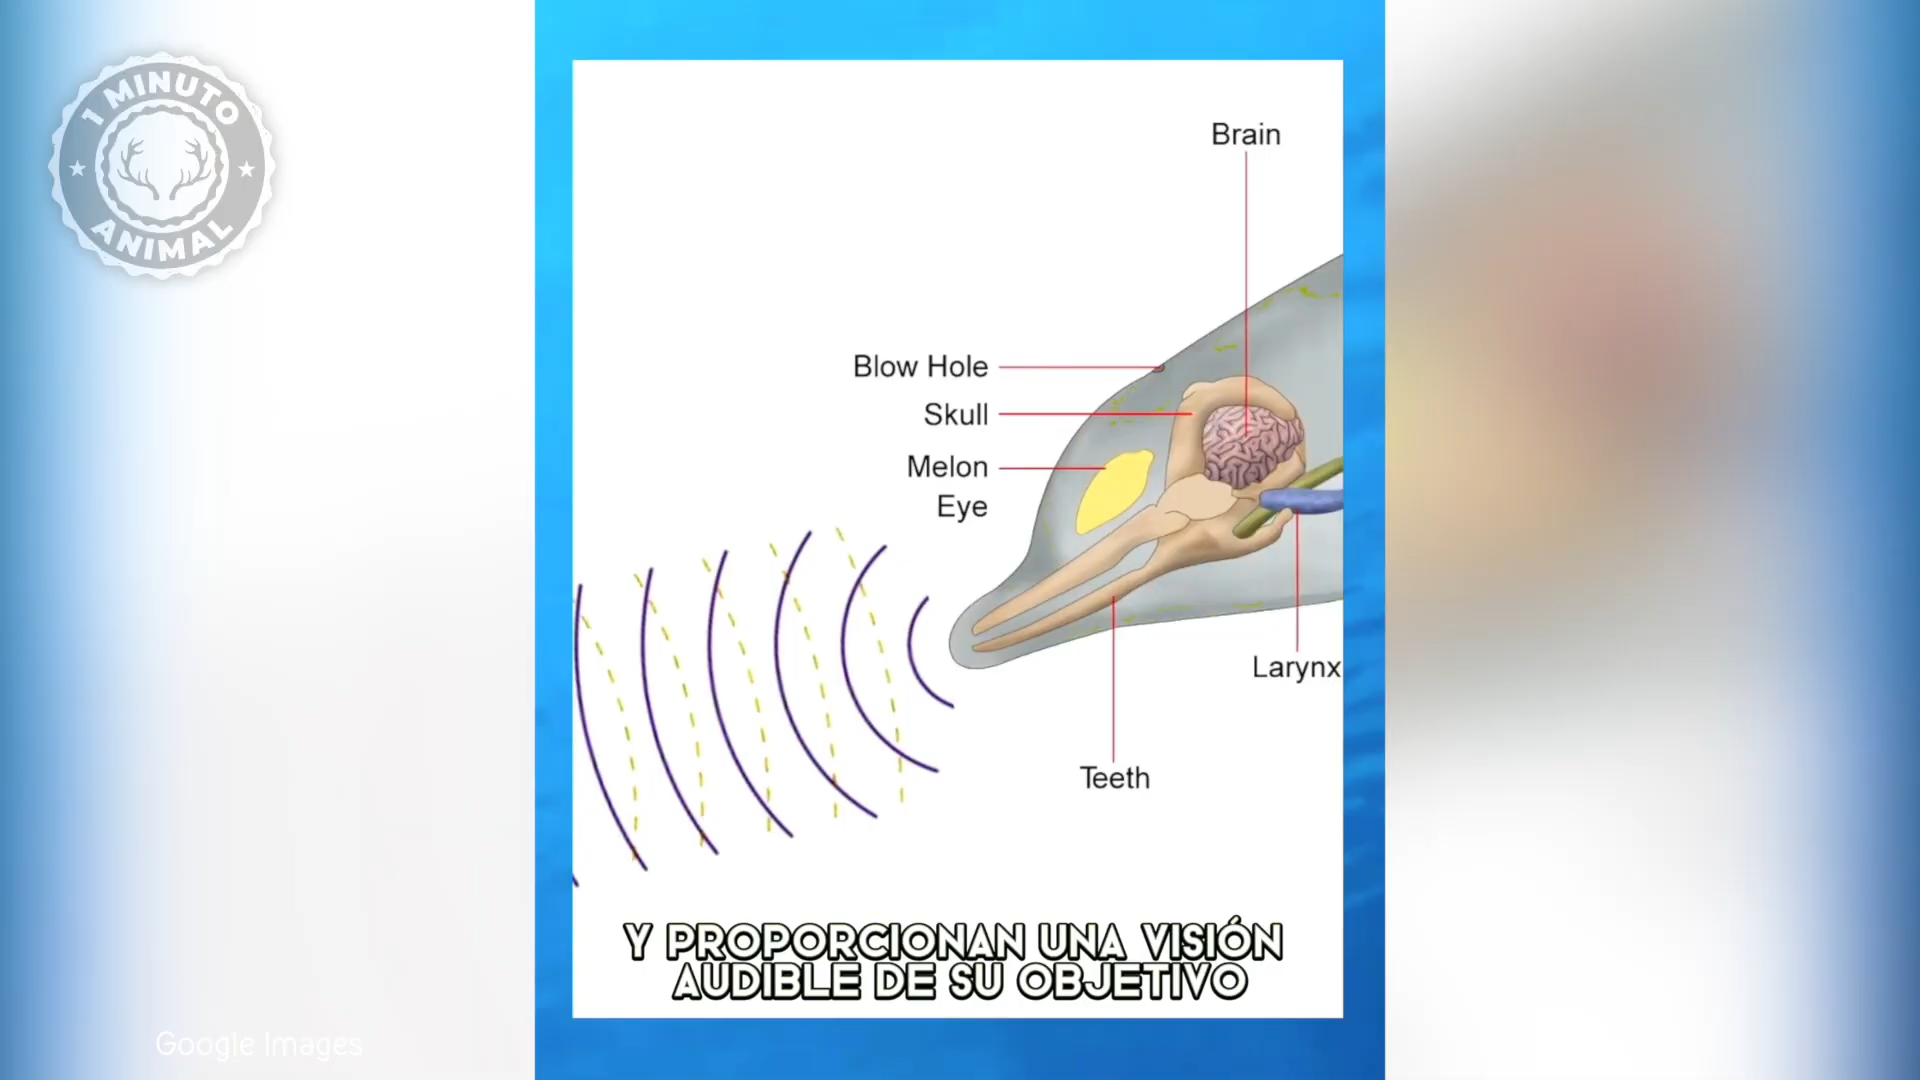 1 MINUTO
ANIMAL
Brain
Blow Hole
Skull
Melon
Eye
Larynx
Teeth
Y PROPORCIONAN UNA VISIÓN
AUDIBLE DE SU OBJETIVO
Google Images